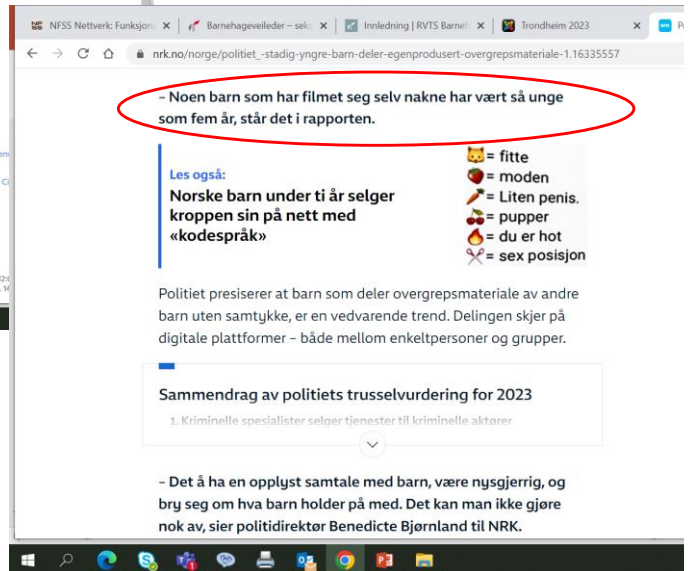 NFSS Nettverk: Funksjon
Barnehageveileder – seks
Innledning | RVTS Barneh
Trondheim 2023
nrk.no/norge/politiet_-stadig-yngre-barn-deler-egenprodusert-overgrepsmateriale-1.16335557
– Noen barn som har filmet seg selv nakne har vært så unge
som fem år, står det i rapporten.
Les også:
Norske barn under ti år selger
kroppen sin på nett med
«kodespråk»
= fitte
= moden
= Liten penis.
= pupper
= du er hot
= sex posisjon
Politiet presiserer at barn som deler overgrepsmateriale av andre
barn uten samtykke, er en vedvarende trend. Delingen skjer på
digitale plattformer – både mellom enkeltpersoner og grupper.
Sammendrag av politiets trusselvurdering for 2023
1. Kriminelle spesialister selger tjenester til kriminelle aktører
– Det å ha en opplyst samtale med barn, være nysgjerrig, og
bry seg om hva barn holder på med. Det kan man ikke gjøre
nok av, sier politidirektør Benedicte Bjørnland til NRK.